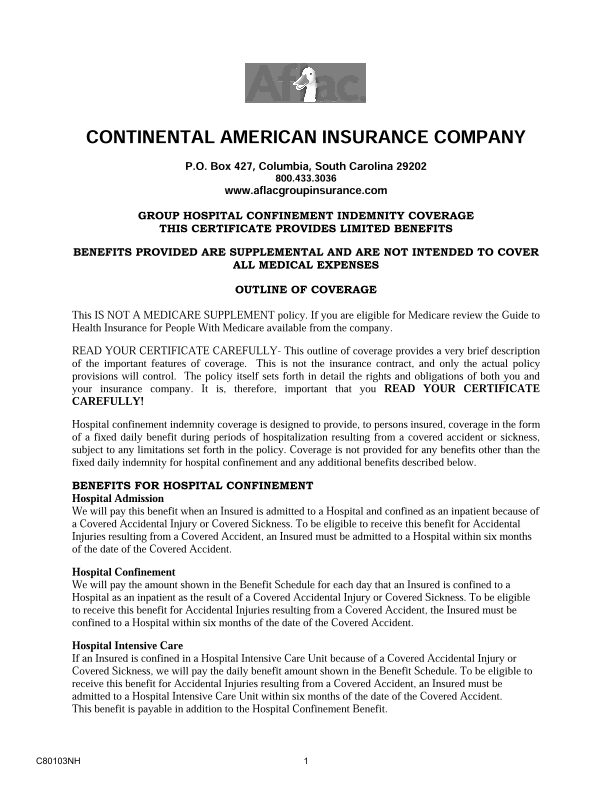 Aflac
CONTINENTAL AMERICAN INSURANCE COMPANY
P.O. Box 427, Columbia, South Carolina 29202
800.433.3036
www.aflacgroupinsurance.com
GROUP HOSPITAL CONFINEMENT INDEMNITY COVERAGE
THIS CERTIFICATE PROVIDES LIMITED BENEFITS
BENEFITS PROVIDED ARE SUPPLEMENTAL AND ARE NOT INTENDED TO COVER
ALL MEDICAL EXPENSES
OUTLINE OF COVERAGE
This IS NOT A MEDICARE SUPPLEMENT policy. If you are eligible for Medicare review the Guide to
Health Insurance for People With Medicare available from the company.
READ YOUR CERTIFICATE CAREFULLY- This outline of coverage provides a very brief description
of the important features of coverage. This is not the insurance contract, and only the actual policy
provisions will control. The policy itself sets forth in detail the rights and obligations of both you and
your insurance company. It is, therefore, important that you READ YOUR CERTIFICATE
CAREFULLY!
Hospital confinement indemnity coverage is designed to provide, to persons insured, coverage in the form
of a fixed daily benefit during periods of hospitalization resulting from a covered accident or sickness,
subject to any limitations set forth in the policy. Coverage is not provided for any benefits other than the
fixed daily indemnity for hospital confinement and any additional benefits described below.
BENEFITS FOR HOSPITAL CONFINEMENT
Hospital Admission
We will pay this benefit when an Insured is admitted to a Hospital and confined as an inpatient because of
a Covered Accidental Injury or Covered Sickness. To be eligible to receive this benefit for Accidental
Injuries resulting from a Covered Accident, an Insured must be admitted to a Hospital within six months
of the date of the Covered Accident.
Hospital Confinement
We will pay the amount shown in the Benefit Schedule for each day that an Insured is confined to a
Hospital as an inpatient as the result of a Covered Accidental Injury or Covered Sickness. To be eligible
to receive this benefit for Accidental Injuries resulting from a Covered Accident, the Insured must be
confined to a Hospital within six months of the date of the Covered Accident.
Hospital Intensive Care
If an Insured is confined in a Hospital Intensive Care Unit because of a Covered Accidental Injury or
Covered Sickness, we will pay the daily benefit amount shown in the Benefit Schedule. To be eligible to
receive this benefit for Accidental Injuries resulting from a Covered Accident, an Insured must be
admitted to a Hospital Intensive Care Unit within six months of the date of the Covered Accident.
This benefit is payable in addition to the Hospital Confinement Benefit.
C80103NH
1